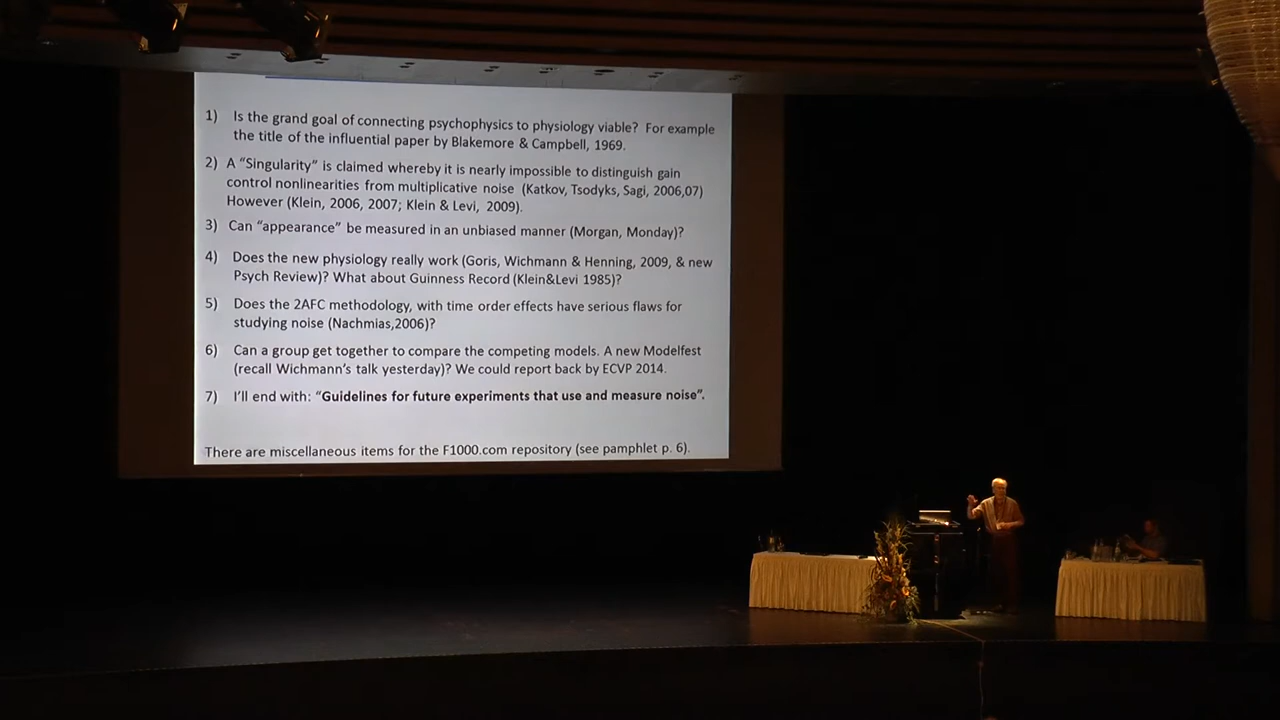 1) Is the grand goal of connecting psychophysics to physiology viable? For example
the title of the influential paper by Blakemore & Campbell, 1969.
2) A “Singularity” is claimed whereby it is nearly impossible to distinguish gain
control nonlinearities from multiplicative noise (Katkov, Tsodyks, Sagi, 2006,07)
However (Klein, 2006, 2007; Klein & Levi, 2009).
3) Can “appearance” be measured in an unbiased manner (Morgan, Monday)?
4) Does the new physiology really work (Goris, Wichmann & Henning, 2009, & new
Psych Review)? What about Guinness Record (Klein&Levi 1985)?
5) Does the 2AFC methodology, with time order effects have serious flaws for
studying noise (Nachmias,2006)?
6) Can a group get together to compare the competing models. A new Modelfest
(recall Wichmann’s talk yesterday)? We could report back by ECVP 2014.
7) I’ll end with: “Guidelines for future experiments that use and measure noise”.
There are miscellaneous items for the F1000.com repository (see pamphlet p. 6).